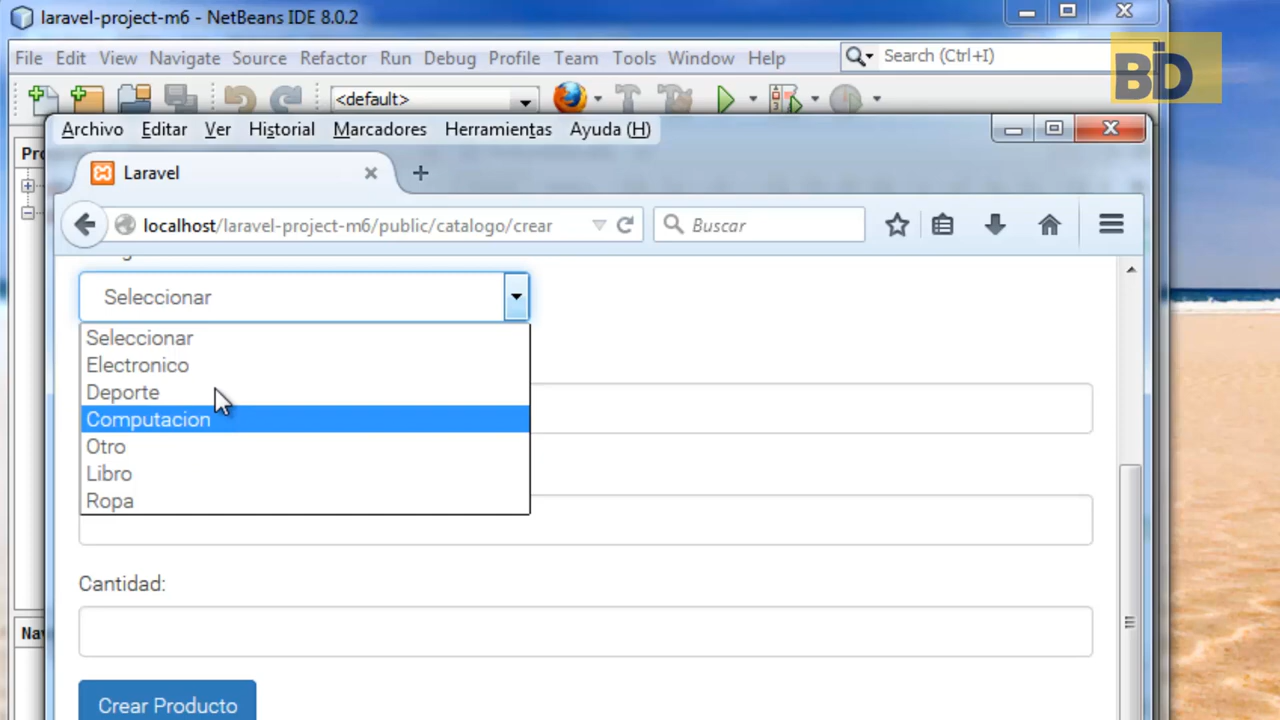 laravel-project-m6 - NetBeans IDE 8.0.2
File Edit View Navigate Source Refactor Run Debug Profile Team Tools Window Help
Search (Ctrl+I)
BD
<default>
Archivo Editar Ver Historial Marcadores Herramientas Ayuda (H)
Pro
Laravel
localhost/laravel-project-m6/public/catalogo/crear
Buscar
Seleccionar
Seleccionar
Electronico
Deporte
Computacion
Otro
Libro
Ropa
Cantidad:
Nav
Crear Producto